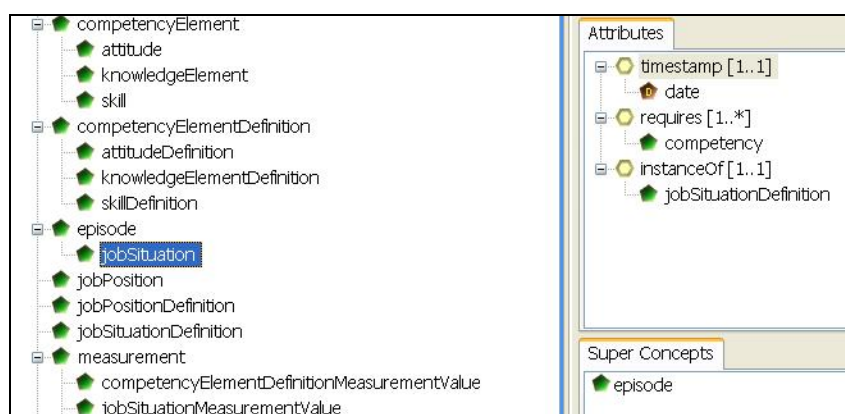 competencyElement
attitude
knowledgeElement
skill
competencyElementDefinition
attitudeDefinition
knowledgeElementDefinition
skillDefinition
episode
jobSituation
jobPosition
jobPositionDefinition
jobSituationDefinition
measurement
competencyElementDefinitionMeasurementValue
jobSituationMeasurementValue
Attributes
timestamp [1..1]
D date
requires [1..*]
competency
instanceOf [1..1]
jobSituationDefinition
Super Concepts
episode